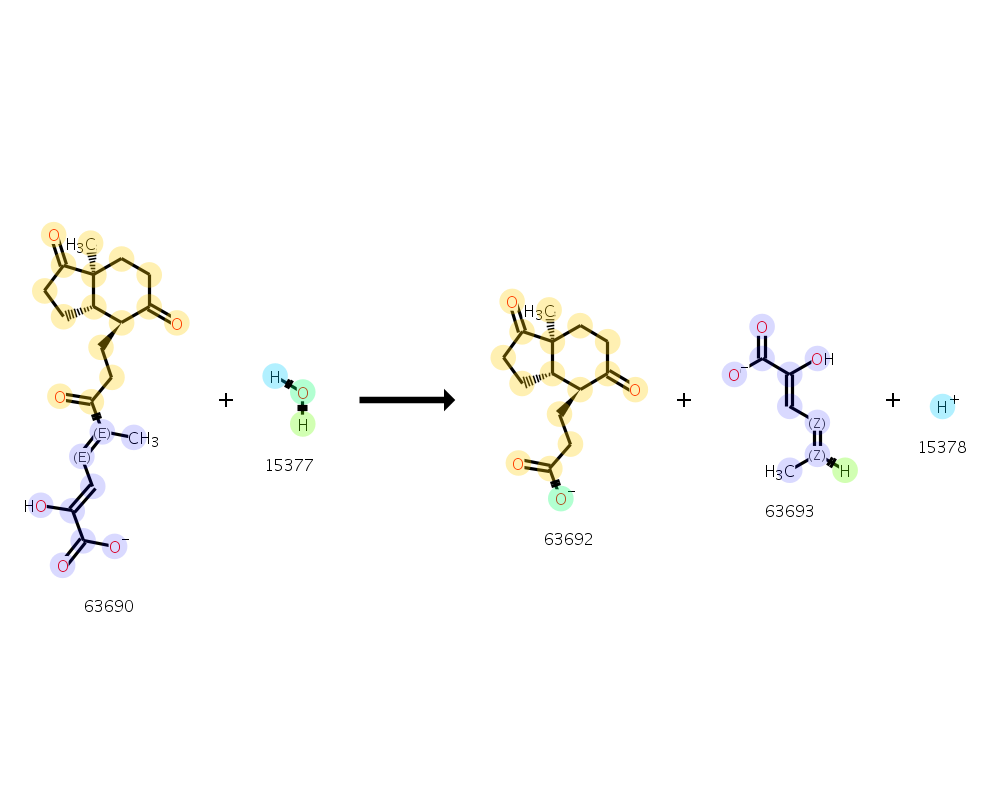 O
H₃C
O
O
(E)
CH₃
(E)
HO
O⁻
O
63690
+
H
O
H
15377
O
H₃C
O
O
O⁻
63692
+
O
OH
O⁻
(Z)
(Z)
H₃C
H
63693
+
H⁺
15378